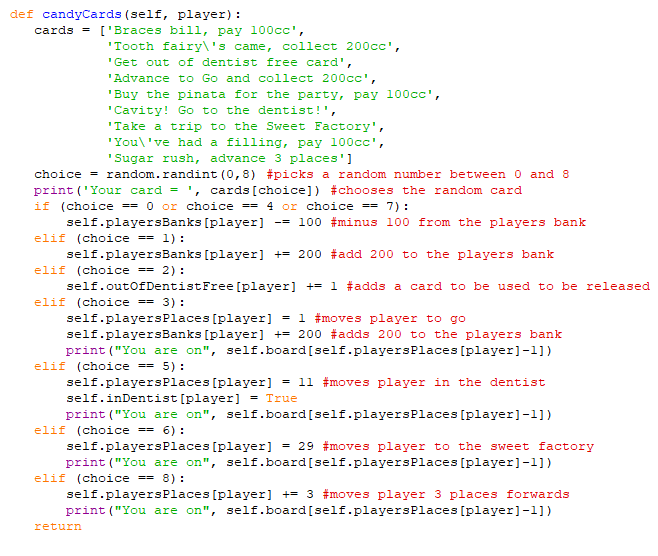 def candyCards(self, player):
   cards = ['Braces bill, pay 100cc',
            'Tooth fairy\'s came, collect 200cc',
            'Get out of dentist free card',
            'Advance to Go and collect 200cc',
            'Buy the pinata for the party, pay 100cc',
            'Cavity! Go to the dentist!',
            'Take a trip to the Sweet Factory',
            'You\'ve had a filling, pay 100cc',
            'Sugar rush, advance 3 places']
   choice = random.randint(0,8) #picks a random number between 0 and 8
   print('Your card = ', cards[choice]) #chooses the random card
   if (choice == 0 or choice == 4 or choice == 7):
       self.playersBanks[player] -= 100 #minus 100 from the players bank
   elif (choice == 1):
       self.playersBanks[player] += 200 #add 200 to the players bank
   elif (choice == 2):
       self.outOfDentistFree[player] += 1 #adds a card to be used to be released
   elif (choice == 3):
       self.playersPlaces[player] = 1 #moves player to go
       self.playersBanks[player] += 200 #adds 200 to the players bank
       print("You are on", self.board[self.playersPlaces[player]-1])
   elif (choice == 5):
       self.playersPlaces[player] = 11 #moves player in the dentist
       self.inDentist[player] = True
       print("You are on", self.board[self.playersPlaces[player]-1])
   elif (choice == 6):
       self.playersPlaces[player] = 29 #moves player to the sweet factory
       print("You are on", self.board[self.playersPlaces[player]-1])
   elif (choice == 8):
       self.playersPlaces[player] += 3 #moves player 3 places forwards
       print("You are on", self.board[self.playersPlaces[player]-1])
   return